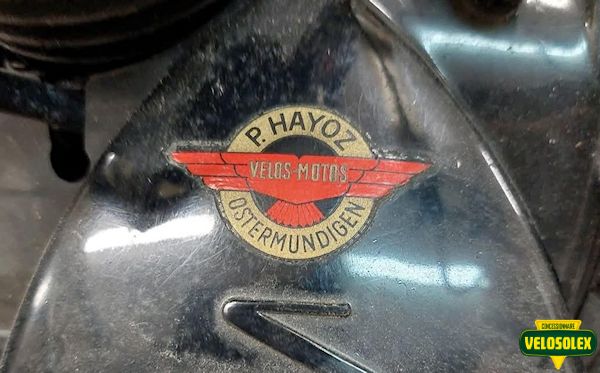 P. HAYOZ
VELOS-MOTOS
OSTERMUNDIGEN
CONCESSIONNAIRE
VELOSOLEX